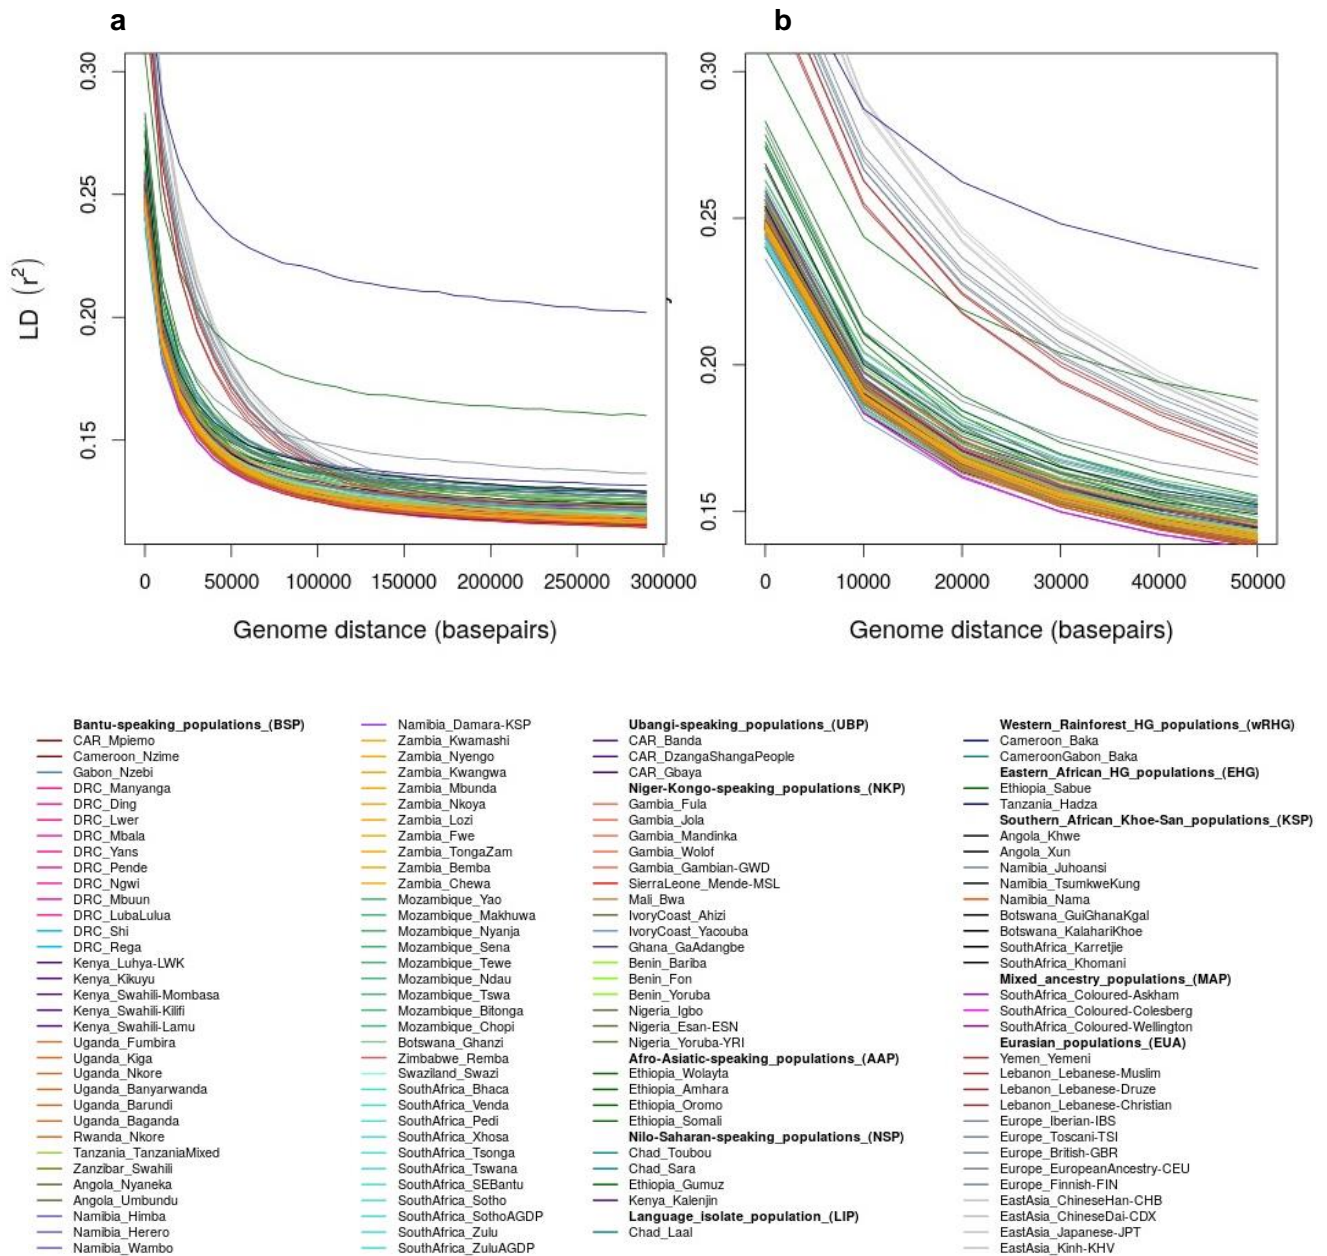 a
b
0.30
0.25
0.20
0.15
LD (r²)
0 50000 100000 150000 200000 250000 300000
Genome distance (basepairs)
0.30
0.25
0.20
0.15
0 10000 20000 30000 40000 50000
Genome distance (basepairs)
Bantu-speaking_populations_(BSP)
CAR_Mpiemo
Cameroon_Nzime
Gabon_Nzebi
DRC_Manyanga
DRC_Ding
DRC_Lwer
DRC_Mbala
DRC_Yans
DRC_Pende
DRC_Ngwi
DRC_Mbuun
DRC_LubaLulua
DRC_Shi
DRC_Rega
Kenya_Luhya-LWK
Kenya_Kikuyu
Kenya_Swahili-Mombasa
Kenya_Swahili-Kilifi
Kenya_Swahili-Lamu
Uganda_Fumbira
Uganda_Kiga
Uganda_Nkore
Uganda_Banyarwanda
Uganda_Barundi
Uganda_Baganda
Rwanda_Nkore
Tanzania_TanzaniaMixed
Zanzibar_Swahili
Angola_Nyaneka
Angola_Umbundu
Namibia_Himba
Namibia_Herero
Namibia_Wambo
Namibia_Damara-KSP
Zambia_Kwamashi
Zambia_Nyengo
Zambia_Kwangwa
Zambia_Mbunda
Zambia_Nkoya
Zambia_Lozi
Zambia_Fwe
Zambia_TongaZam
Zambia_Bemba
Zambia_Chewa
Mozambique_Yao
Mozambique_Makhuwa
Mozambique_Nyanja
Mozambique_Sena
Mozambique_Tewe
Mozambique_Ndau
Mozambique_Tswa
Mozambique_Bitonga
Mozambique_Chopi
Botswana_Ghanzi
Zimbabwe_Remba
Swaziland_Swazi
SouthAfrica_Bhaca
SouthAfrica_Venda
SouthAfrica_Pedi
SouthAfrica_Xhosa
SouthAfrica_Tsonga
SouthAfrica_Tswana
SouthAfrica_SEBantu
SouthAfrica_Sotho
SouthAfrica_SothoAGDP
SouthAfrica_Zulu
SouthAfrica_ZuluAGDP
Ubangi-speaking_populations_(UBP)
CAR_Banda
CAR_DzangaShangaPeople
CAR_Gbaya
Niger-Kongo-speaking_populations_(NKP)
Gambia_Fula
Gambia_Jola
Gambia_Mandinka
Gambia_Wolof
Gambia_Gambian-GWD
SierraLeone_Mende-MSL
Mali_Bwa
IvoryCoast_Ahizi
IvoryCoast_Yacouba
Ghana_GaAdangbe
Benin_Bariba
Benin_Fon
Benin_Yoruba
Nigeria_Igbo
Nigeria_Esan-ESN
Nigeria_Yoruba-YRI
Afro-Asiatic-speaking_populations_(AAP)
Ethiopia_Wolayta
Ethiopia_Amhara
Ethiopia_Oromo
Ethiopia_Somali
Nilo-Saharan-speaking_populations_(NSP)
Chad_Toubou
Chad_Sara
Ethiopia_Gumuz
Kenya_Kalenjin
Language_isolate_population_(LIP)
Chad_Laal
Western_Rainforest_HG_populations_(wRHG)
Cameroon_Baka
CameroonGabon_Baka
Eastern_African_HG_populations_(EHG)
Ethiopia_Sabue
Tanzania_Hadza
Southern_African_Khoe-San_populations_(KSP)
Angola_Khwe
Angola_Xun
Namibia_Juhoansi
Namibia_TsumkweKung
Namibia_Nama
Botswana_GuiGhanaKgal
Botswana_KalahariKhoe
SouthAfrica_Karretjie
SouthAfrica_Khomani
Mixed_ancestry_populations_(MAP)
SouthAfrica_Coloured-Askham
SouthAfrica_Coloured-Colesberg
SouthAfrica_Coloured-Wellington
Eurasian_populations_(EUA)
Yemen_Yemeni
Lebanon_Lebanese-Muslim
Lebanon_Lebanese-Druze
Lebanon_Lebanese-Christian
Europe_Iberian-IBS
Europe_Toscani-TSI
Europe_British-GBR
Europe_EuropeanAncestry-CEU
Europe_Finnish-FIN
EastAsia_ChineseHan-CHB
EastAsia_ChineseDai-CDX
EastAsia_Japanese-JPT
EastAsia_Kinh-KHV